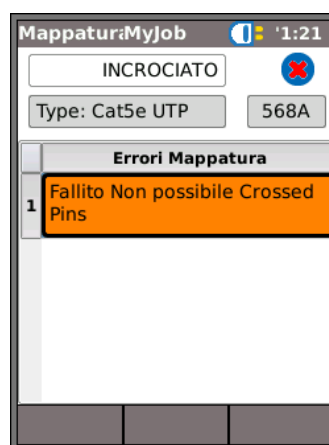 MappaturaMyJob '1:21
INCROCIATO
Type: Cat5e UTP 568A
Errori Mappatura
1 Fallito Non possibile Crossed
Pins